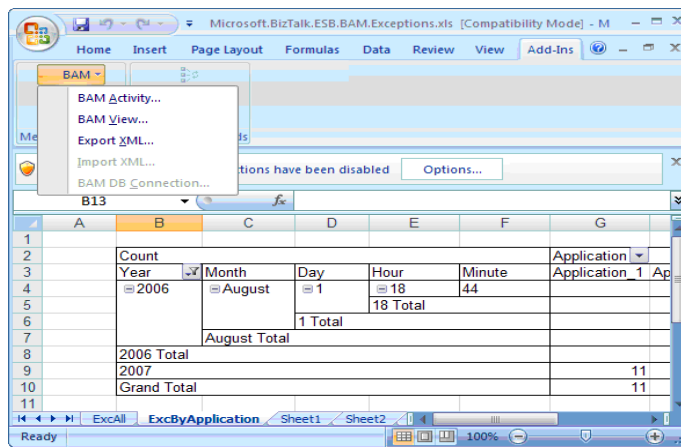 Microsoft.BizTalk.ESB.BAM.Exceptions.xls [Compatibility Mode] - M
Home Insert Page Layout Formulas Data Review View Add-Ins
BAM
BAM Activity...
BAM View...
Export XML...
Import XML...
BAM DB Connection...
Me ds
ctions have been disabled Options...
B13 fx
A B C D E F G
1
2 Count Application
3 Year Month Day Hour Minute Application_1 Ap
4 2006 August 1 18 44
5 18 Total
6 1 Total
7 August Total
8 2006 Total
9 2007 11
10 Grand Total 11
11
ExcAll ExcByApplication Sheet1 Sheet2
Ready 100%